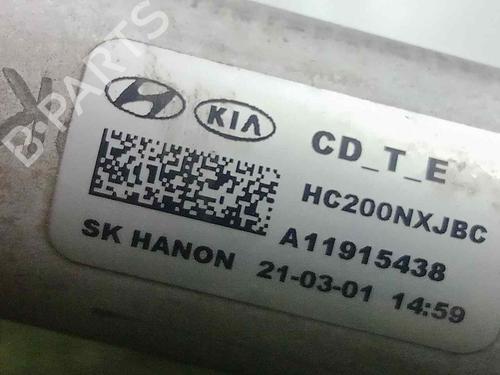 B-PARTS
KIA
CD_T_E
HC200NXJBC
A11915438
SK HANON 21-03-01 14:59